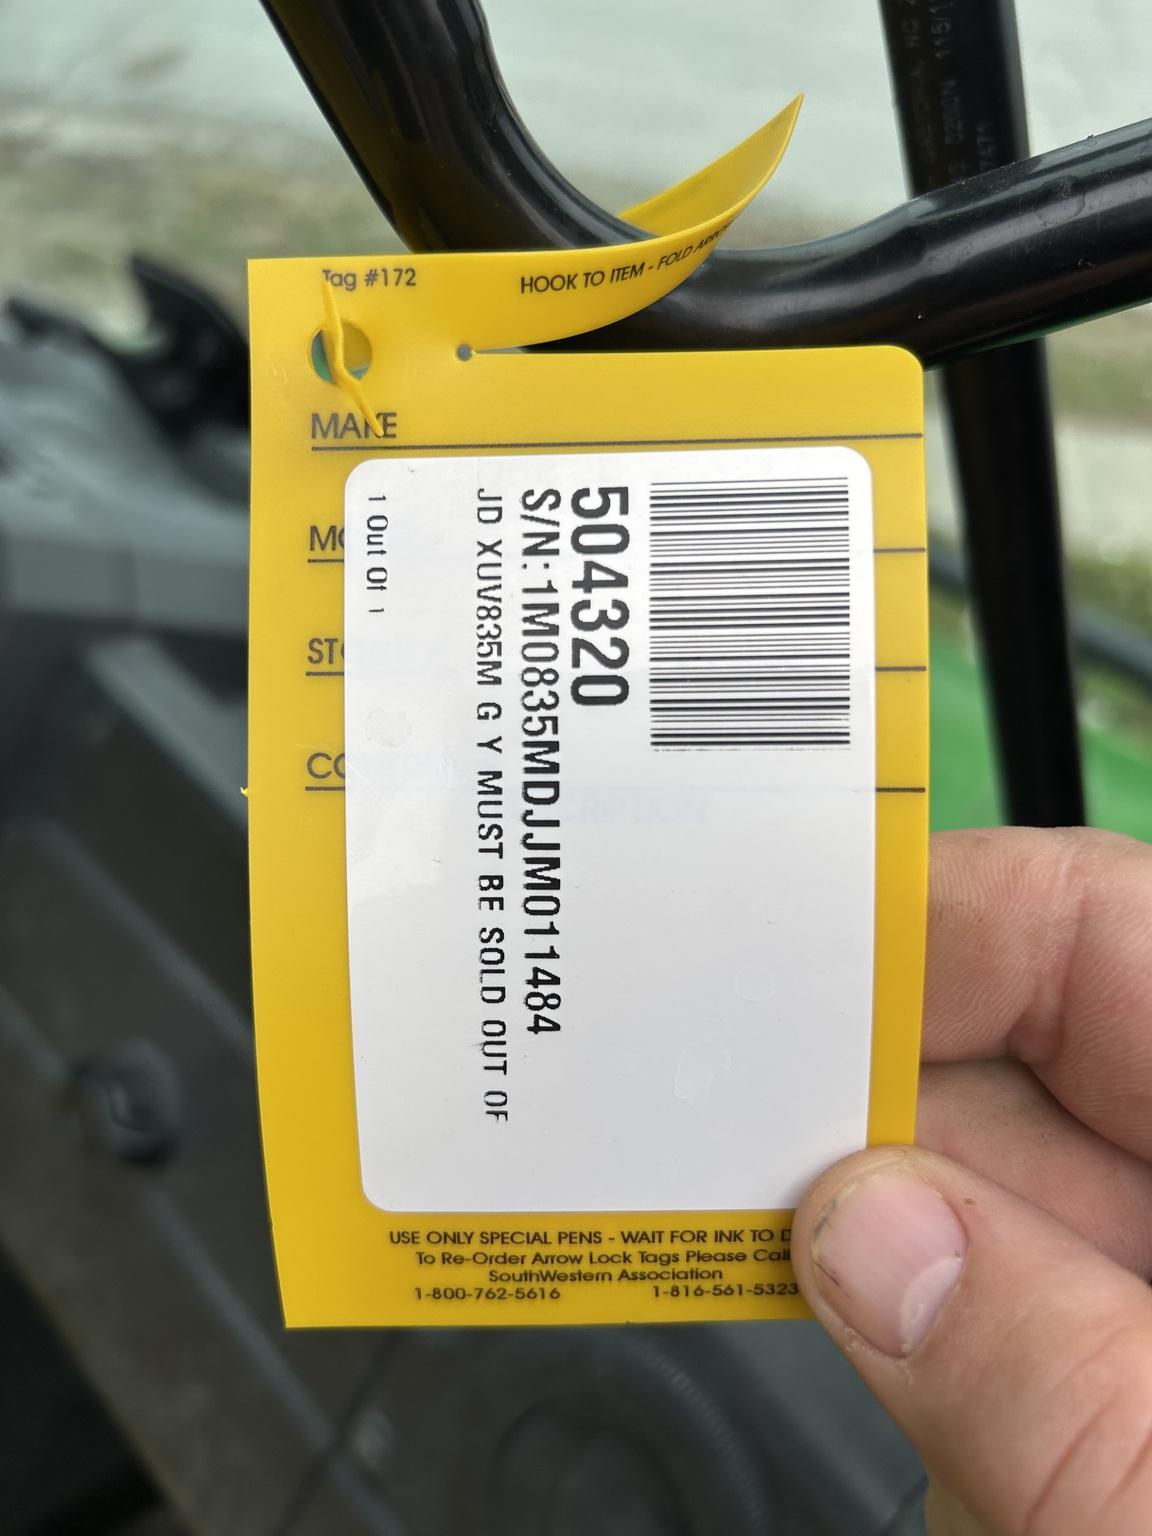 Tag #172
HOOK TO ITEM - FOLD
MAKE
504320
S/N:1M0835MDJJM011484
JD XUV835M G Y MUST BE SOLD OUT OF
1 Out Of 1
USE ONLY SPECIAL PENS - WAIT FOR INK TO
To Re-Order Arrow Lock Tags Please Call
SouthWestern Association
1-800-762-5616 1-816-561-5323